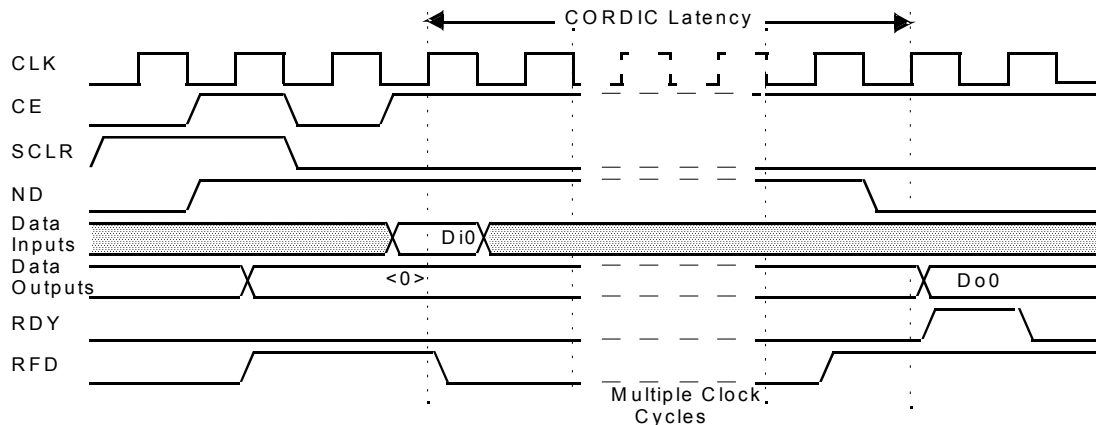 CORDIC Latency
CLK
CE
SCLR
ND
Data
Inputs
Di0
Data
Outputs
<0>
Do0
RDY
RFD
Multiple Clock
Cycles